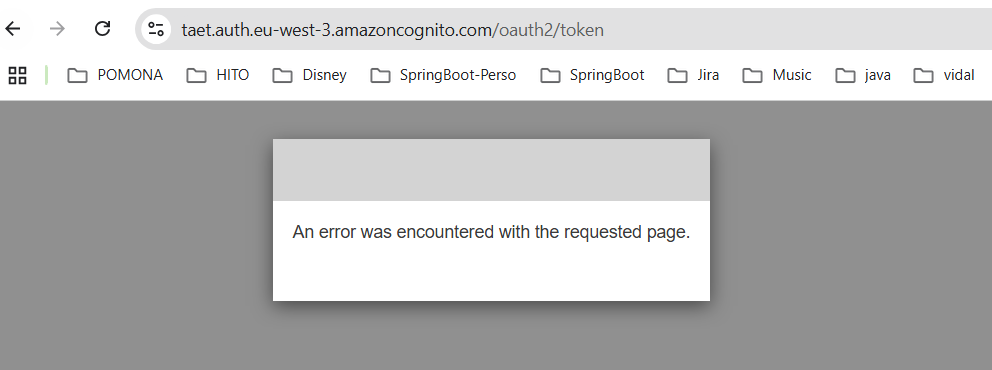 taet.auth.eu-west-3.amazoncognito.com/oauth2/token
POMONA HITO Disney SpringBoot-Perso SpringBoot Jira Music java vidal
An error was encountered with the requested page.